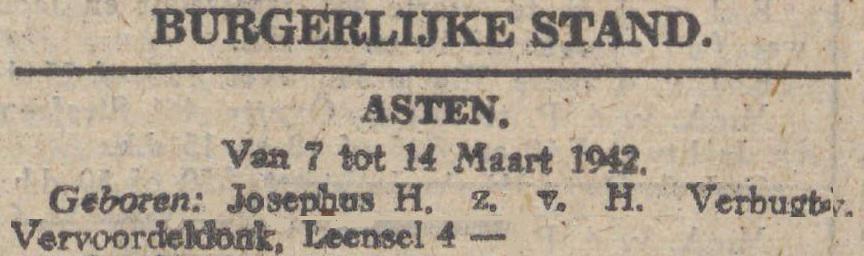 BURGERLIJKE STAND.
ASTEN.
Van 7 tot 14 Maart 1942.
Geboren: Josephus H. z. v. H. Verbugt-v.
Vervoordeldonk, Leensel 4 —